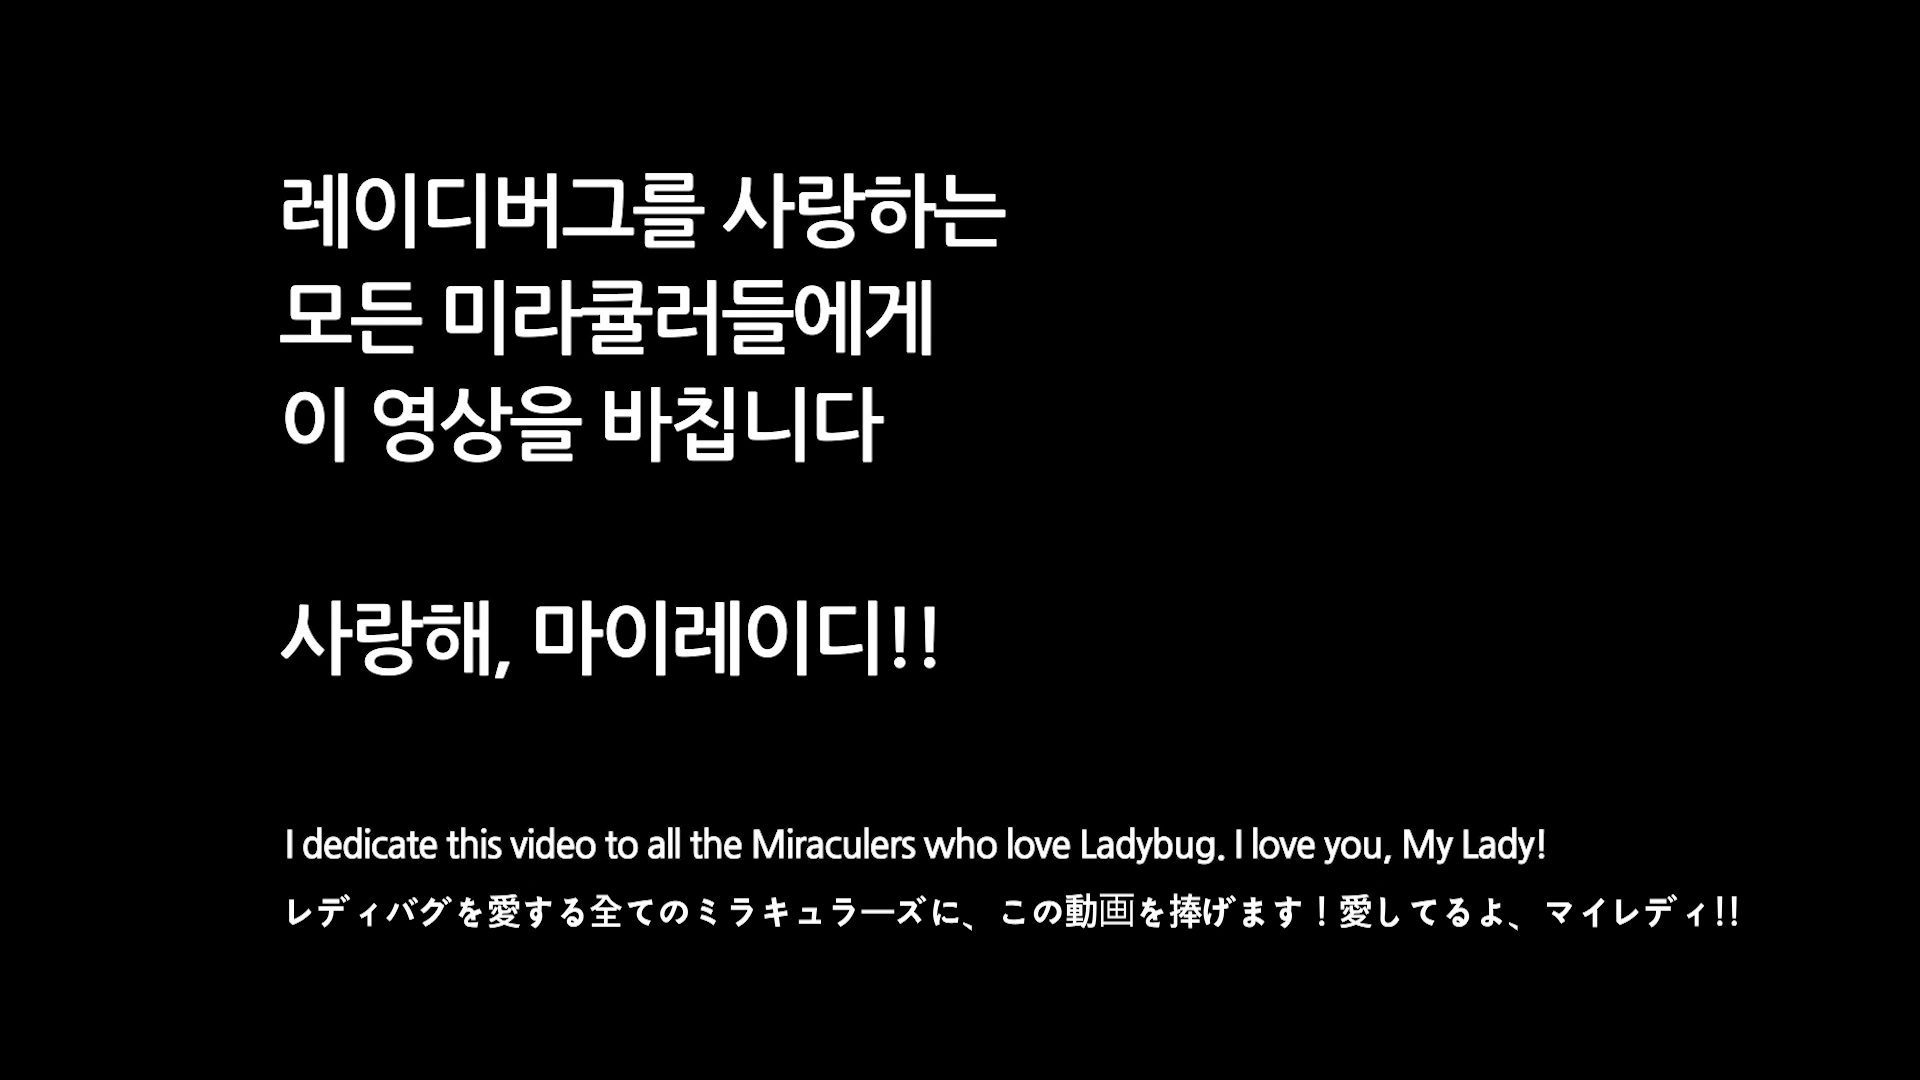 레이디버그를 사랑하는
모든 미라큘러들에게
이 영상을 바칩니다
사랑해, 마이레이디!!
I dedicate this video to all the Miraculers who love Ladybug. I love you, My Lady!
レディバグを愛する全てのミラキュラーズに、この動画を捧げます！愛してるよ、マイレディ!!